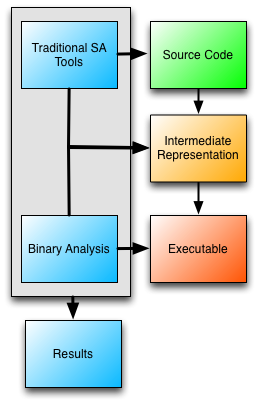 Traditional SA
Tools
Source Code
Intermediate
Representation
Binary Analysis
Executable
Results